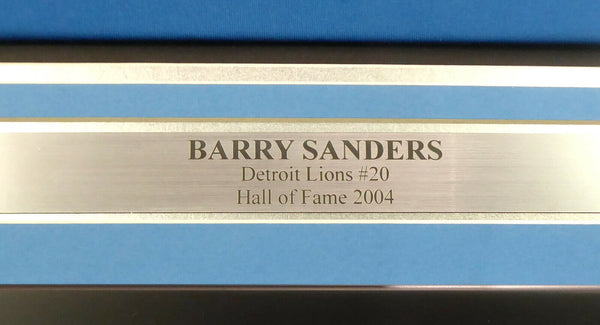 BARRY SANDERS
Detroit Lions #20
Hall of Fame 2004